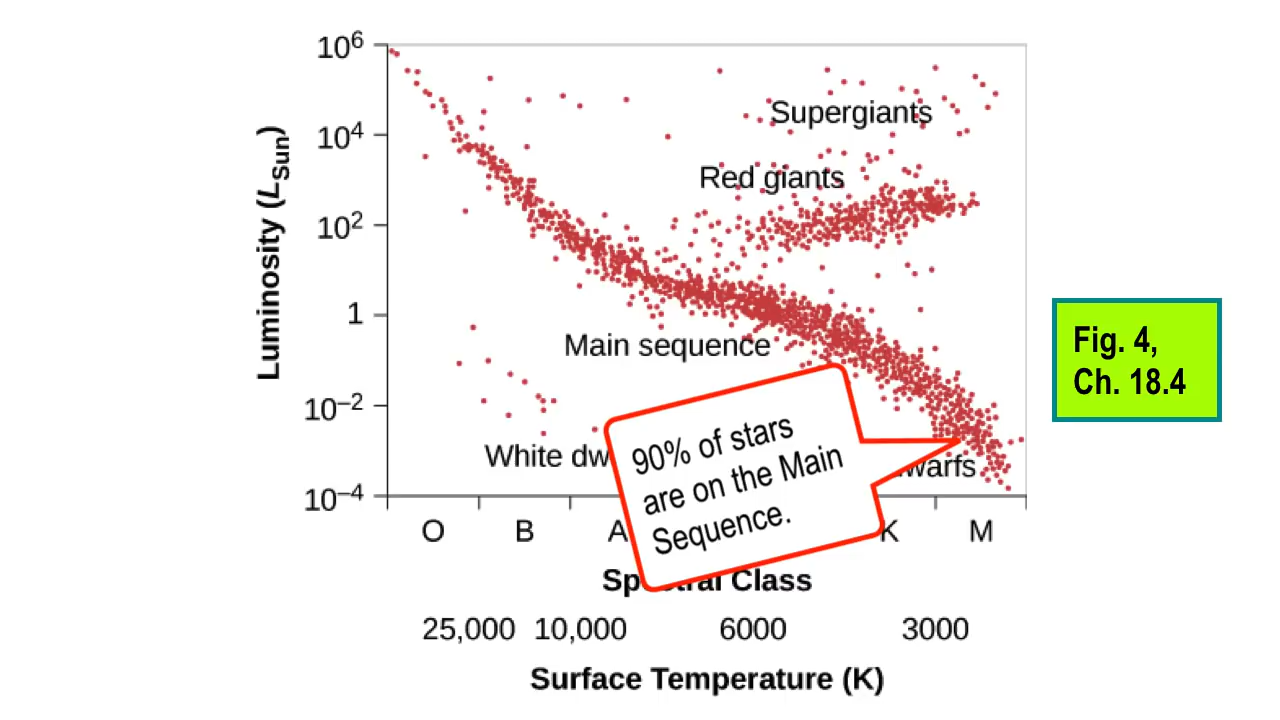 10⁶
10⁴
10²
1
10⁻²
10⁻⁴
Luminosity (LSun)
Supergiants
Red giants
Main sequence
White dw
warfs
90% of stars
are on the Main
Sequence.
O B A K M
Spectral Class
25,000 10,000 6000 3000
Surface Temperature (K)
Fig. 4,
Ch. 18.4